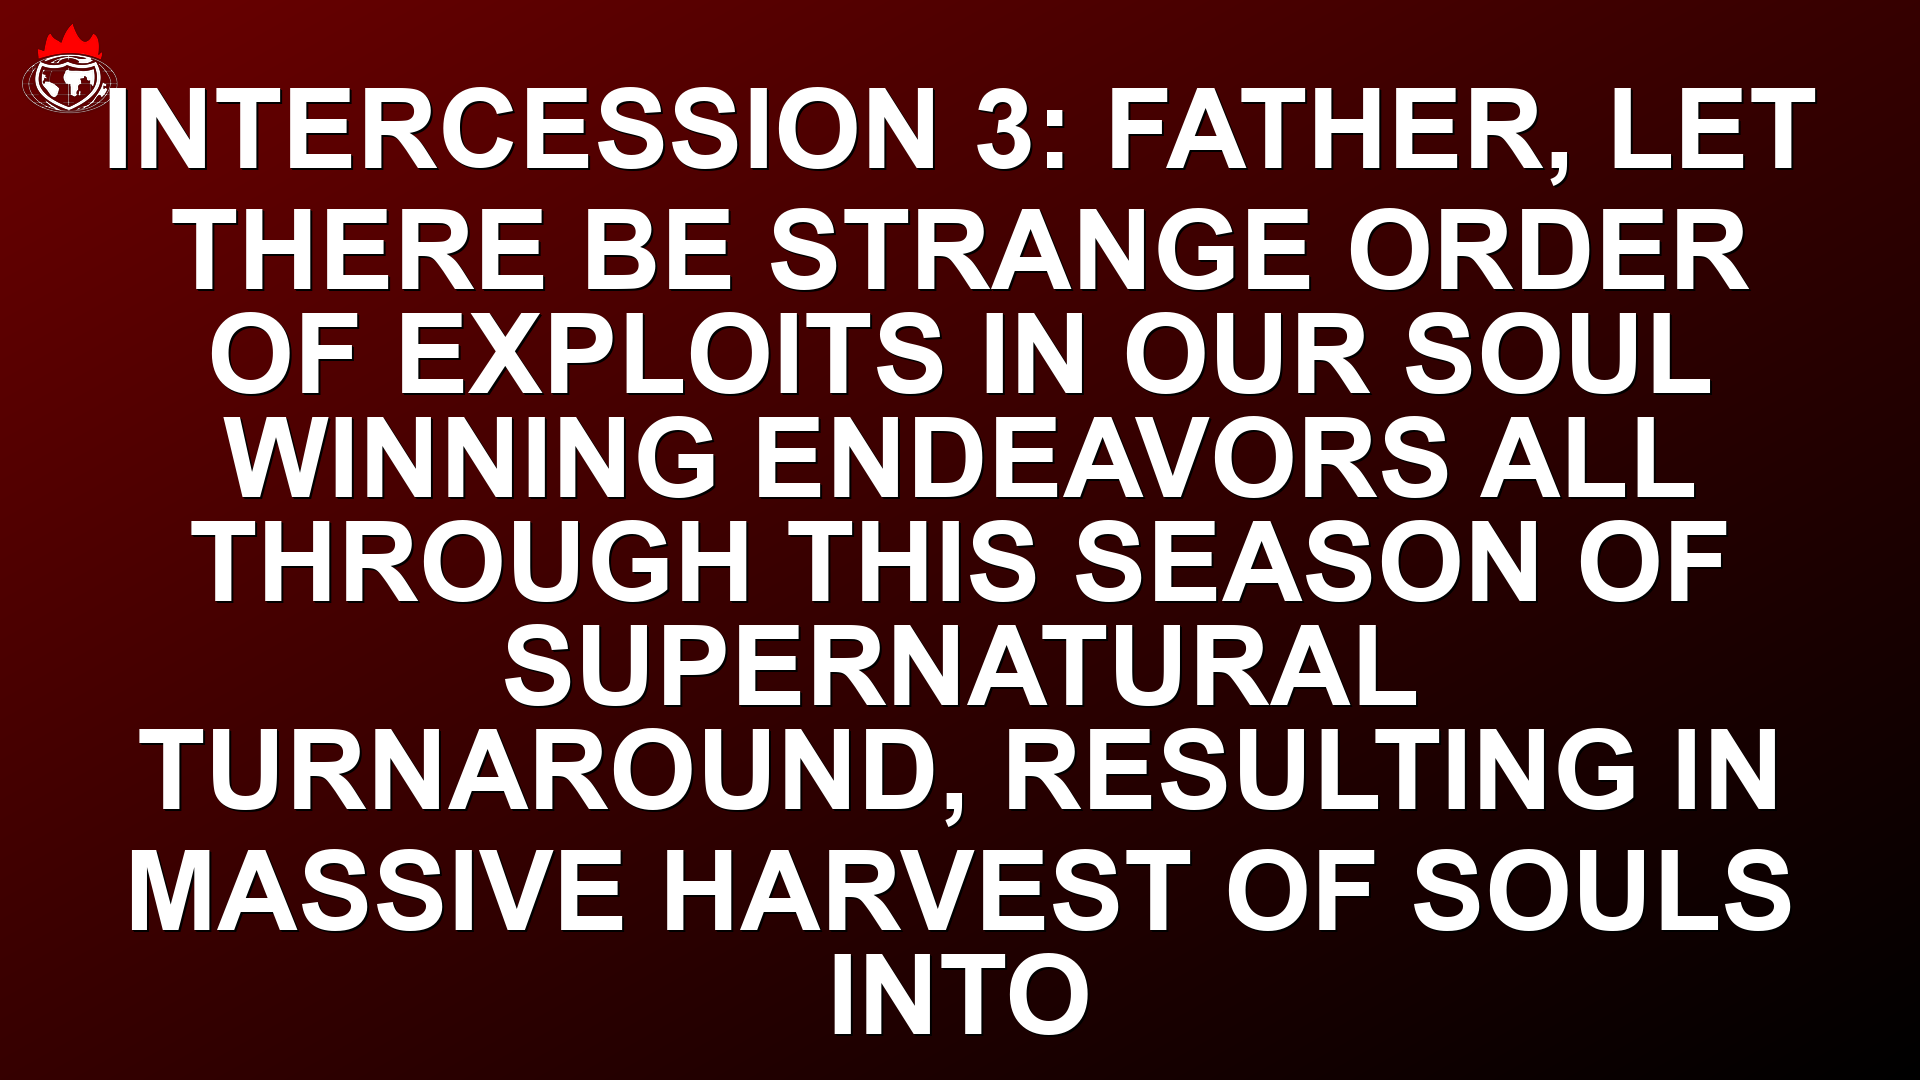 INTERCESSION 3: FATHER, LET
THERE BE STRANGE ORDER
OF EXPLOITS IN OUR SOUL
WINNING ENDEAVORS ALL
THROUGH THIS SEASON OF
SUPERNATURAL
TURNAROUND, RESULTING IN
MASSIVE HARVEST OF SOULS
INTO